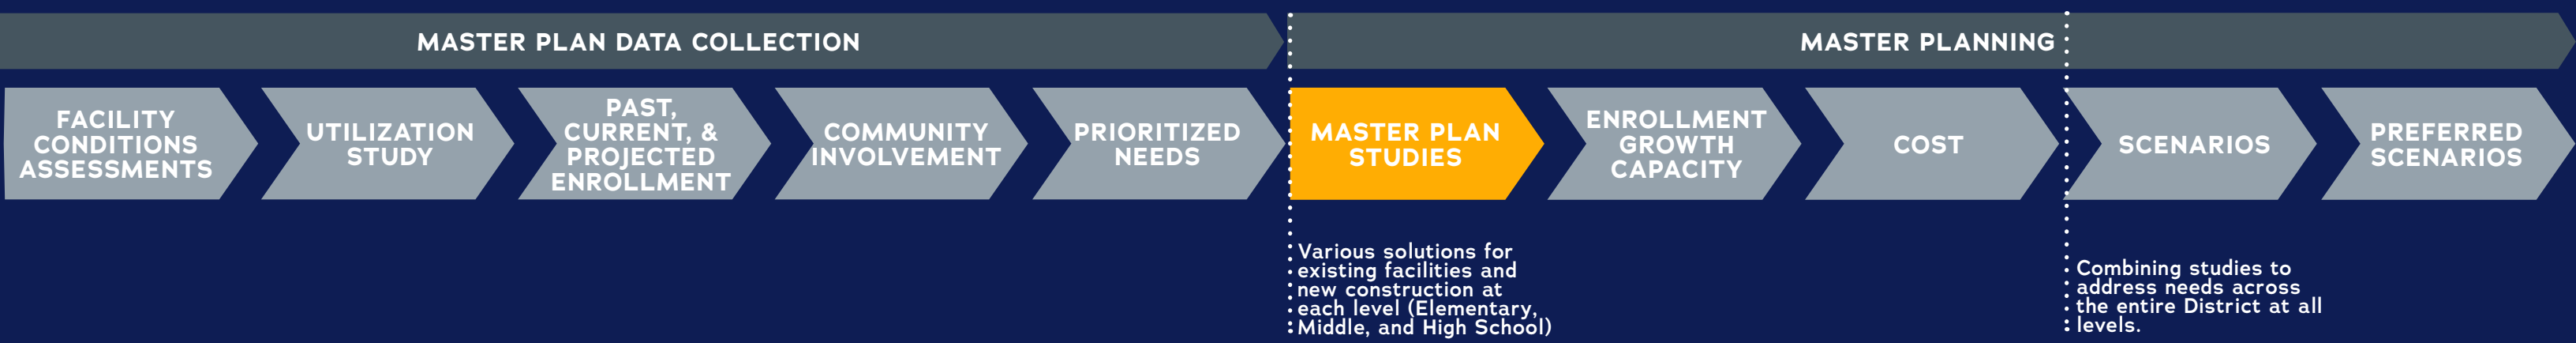 MASTER PLAN DATA COLLECTION
MASTER PLANNING
FACILITY
CONDITIONS
ASSESSMENTS
UTILIZATION
STUDY
PAST,
CURRENT, &
PROJECTED
ENROLLMENT
COMMUNITY
INVOLVEMENT
PRIORITIZED
NEEDS
MASTER PLAN
STUDIES
ENROLLMENT
GROWTH
CAPACITY
COST
SCENARIOS
PREFERRED
SCENARIOS
Various solutions for
existing facilities and
new construction at
each level (Elementary,
Middle, and High School)
Combining studies to
address needs across
the entire District at all
levels.